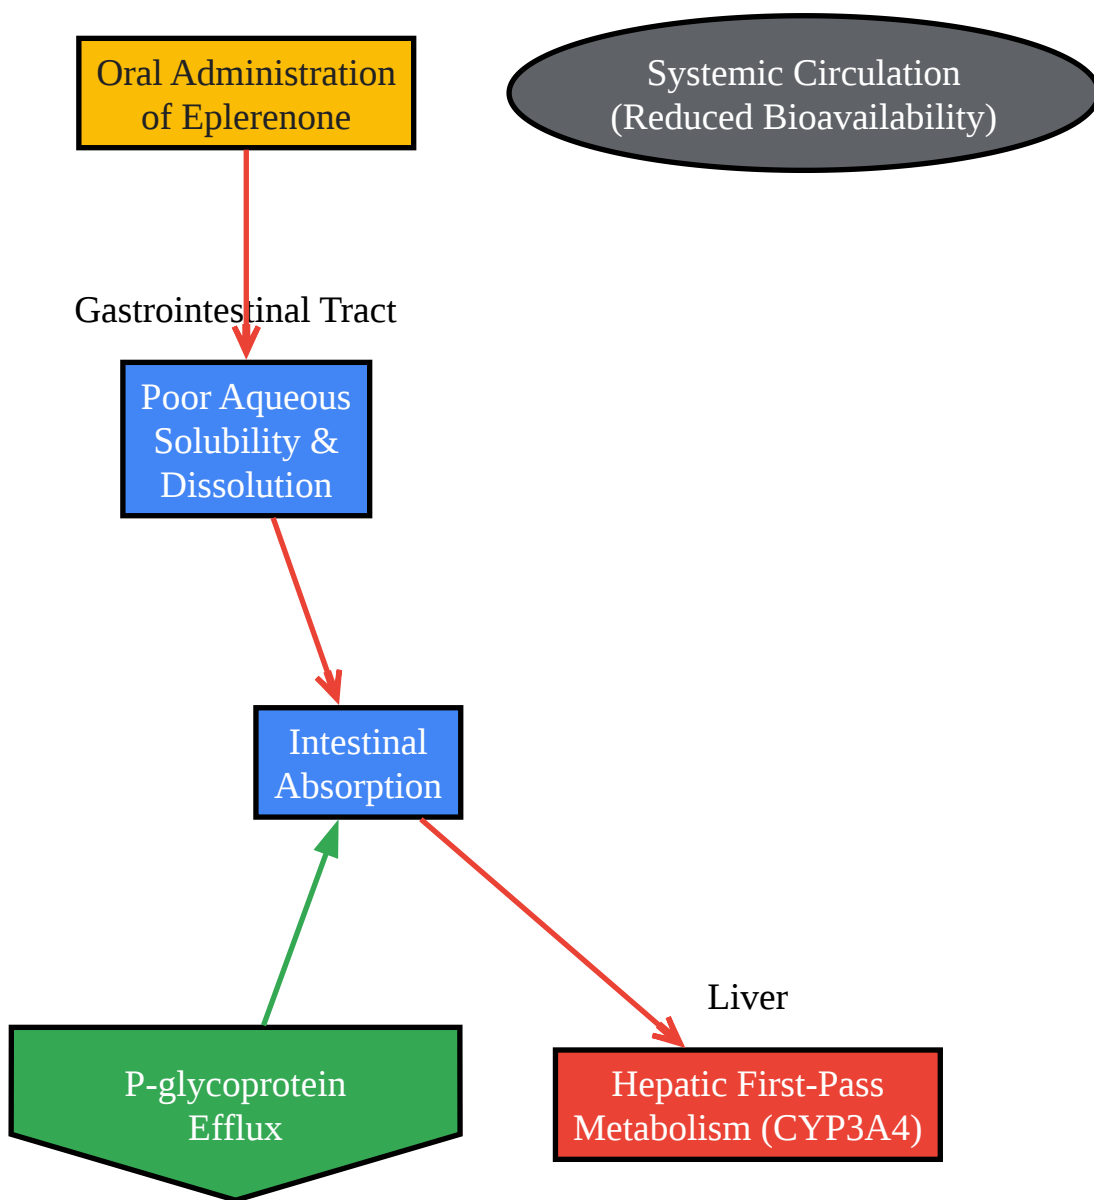 Oral Administration
of Eplerenone
Systemic Circulation
(Reduced Bioavailability)
Gastrointestinal Tract
Poor Aqueous
Solubility &
Dissolution
Intestinal
Absorption
Liver
P-glycoprotein
Efflux
Hepatic First-Pass
Metabolism (CYP3A4)